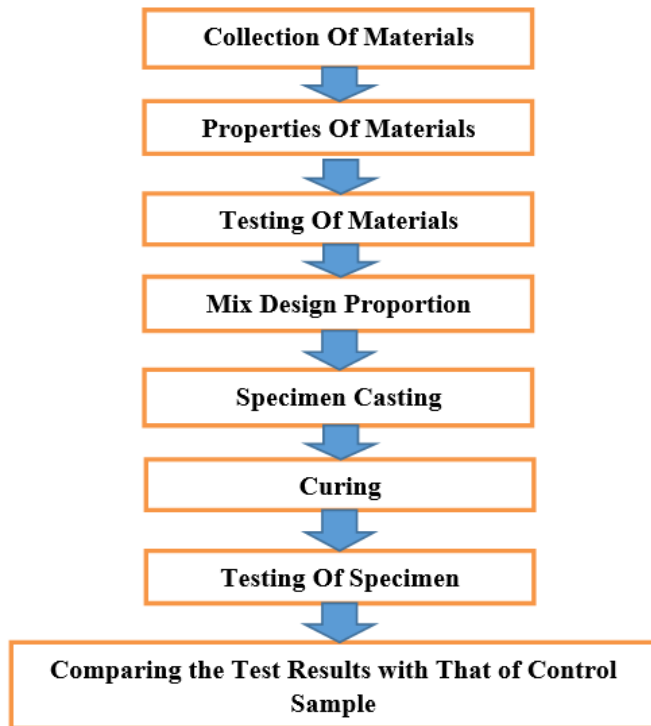 Collection Of Materials
Properties Of Materials
Testing Of Materials
Mix Design Proportion
Specimen Casting
Curing
Testing Of Specimen
Comparing the Test Results with That of Control
Sample